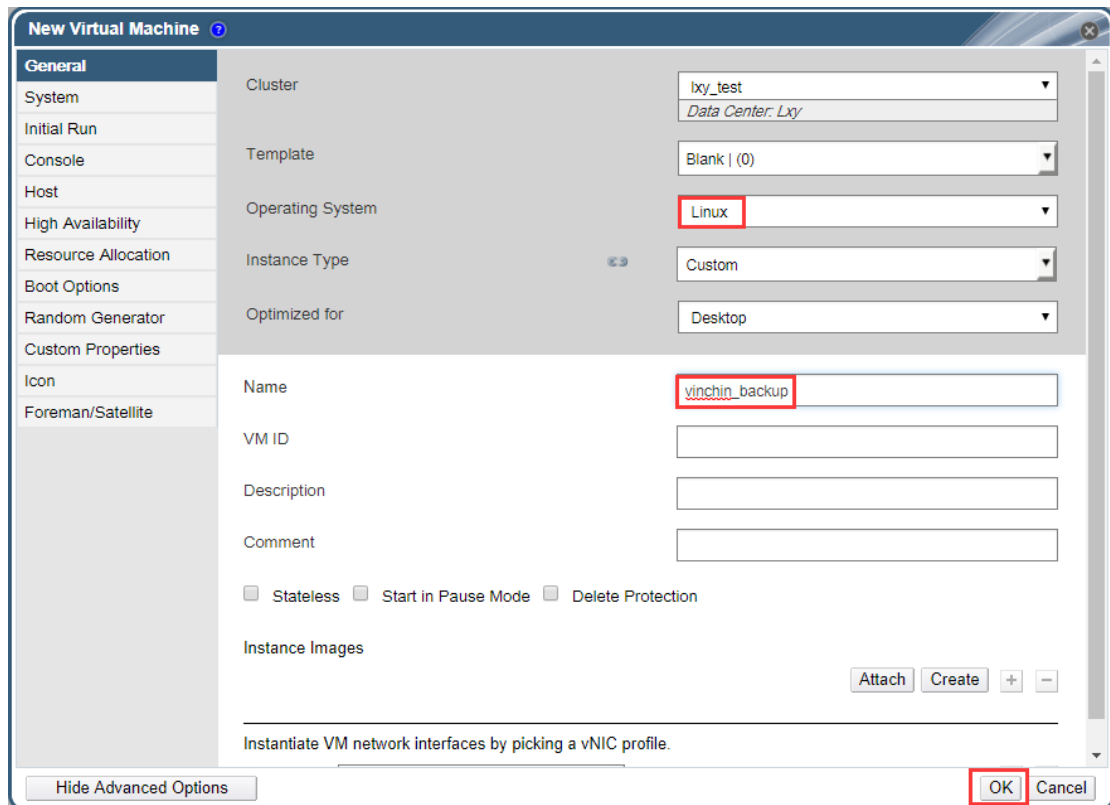 New Virtual Machine ?
General
System
Initial Run
Console
Host
High Availability
Resource Allocation
Boot Options
Random Generator
Custom Properties
Icon
Foreman/Satellite
Cluster
lxy_test
Data Center: Lxy
Template
Blank | (0)
Operating System
Linux
Instance Type
Custom
Optimized for
Desktop
Name
vinchin_backup
VM ID
Description
Comment
Stateless Start in Pause Mode Delete Protection
Instance Images
Attach Create + −
Instantiate VM network interfaces by picking a vNIC profile.
Hide Advanced Options
OK Cancel